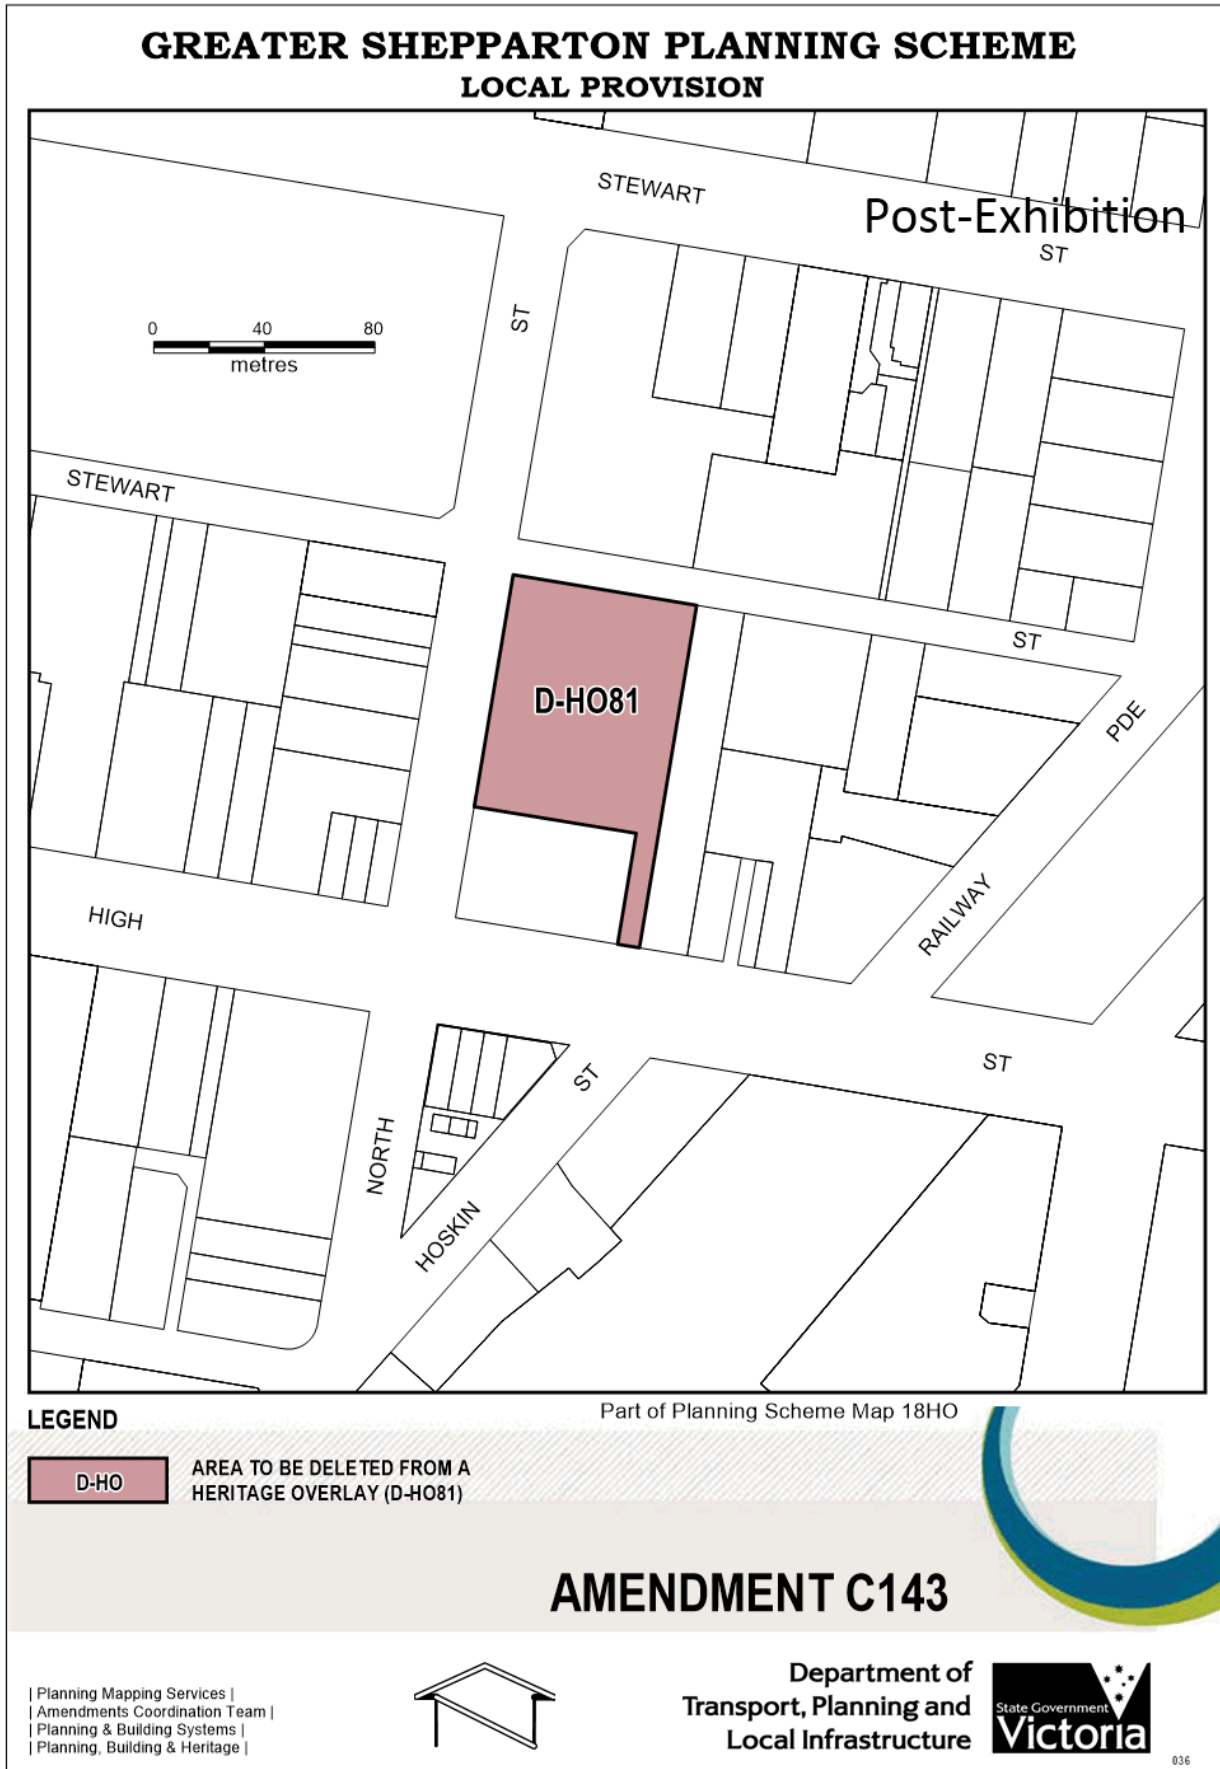 GREATER SHEPPARTON PLANNING SCHEME
LOCAL PROVISION
STEWART
Post-Exhibition
ST
ST
0 40 80
metres
STEWART
ST
D-HO81
PDE
HIGH
RAILWAY
ST
ST
NORTH
HOSKIN
Part of Planning Scheme Map 18HO
LEGEND
D-HO
AREA TO BE DELETED FROM A
HERITAGE OVERLAY (D-HO81)
AMENDMENT C143
| Planning Mapping Services |
| Amendments Coordination Team |
| Planning & Building Systems |
| Planning, Building & Heritage |
Department of
Transport, Planning and
Local Infrastructure
State Government
Victoria
036